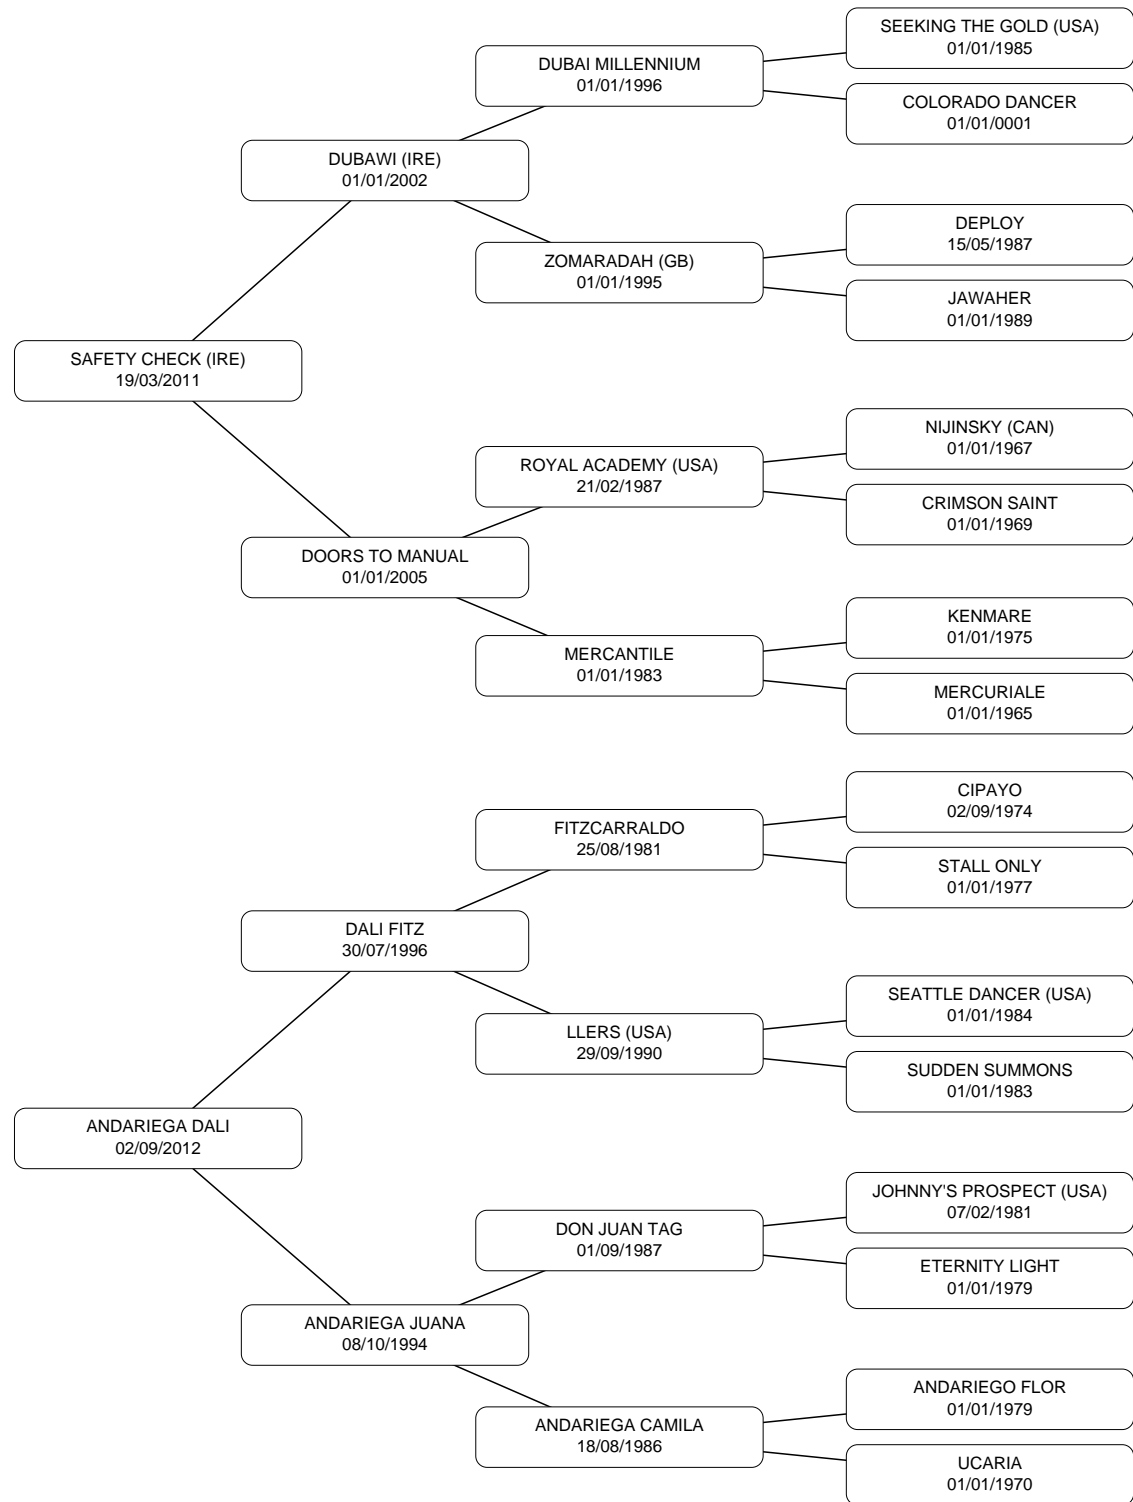 SEEKING THE GOLD (USA)
01/01/1985
DUBAI MILLENNIUM
01/01/1996
COLORADO DANCER
01/01/0001
DUBAWI (IRE)
01/01/2002
DEPLOY
15/05/1987
ZOMARADAH (GB)
01/01/1995
JAWAHER
01/01/1989
SAFETY CHECK (IRE)
19/03/2011
NIJINSKY (CAN)
01/01/1967
ROYAL ACADEMY (USA)
21/02/1987
CRIMSON SAINT
01/01/1969
DOORS TO MANUAL
01/01/2005
KENMARE
01/01/1975
MERCANTILE
01/01/1983
MERCURIALE
01/01/1965
CIPAYO
02/09/1974
FITZCARRALDO
25/08/1981
STALL ONLY
01/01/1977
DALI FITZ
30/07/1996
SEATTLE DANCER (USA)
01/01/1984
LLERS (USA)
29/09/1990
SUDDEN SUMMONS
01/01/1983
ANDARIEGA DALI
02/09/2012
JOHNNY'S PROSPECT (USA)
07/02/1981
DON JUAN TAG
01/09/1987
ETERNITY LIGHT
01/01/1979
ANDARIEGA JUANA
08/10/1994
ANDARIEGO FLOR
01/01/1979
ANDARIEGA CAMILA
18/08/1986
UCARIA
01/01/1970